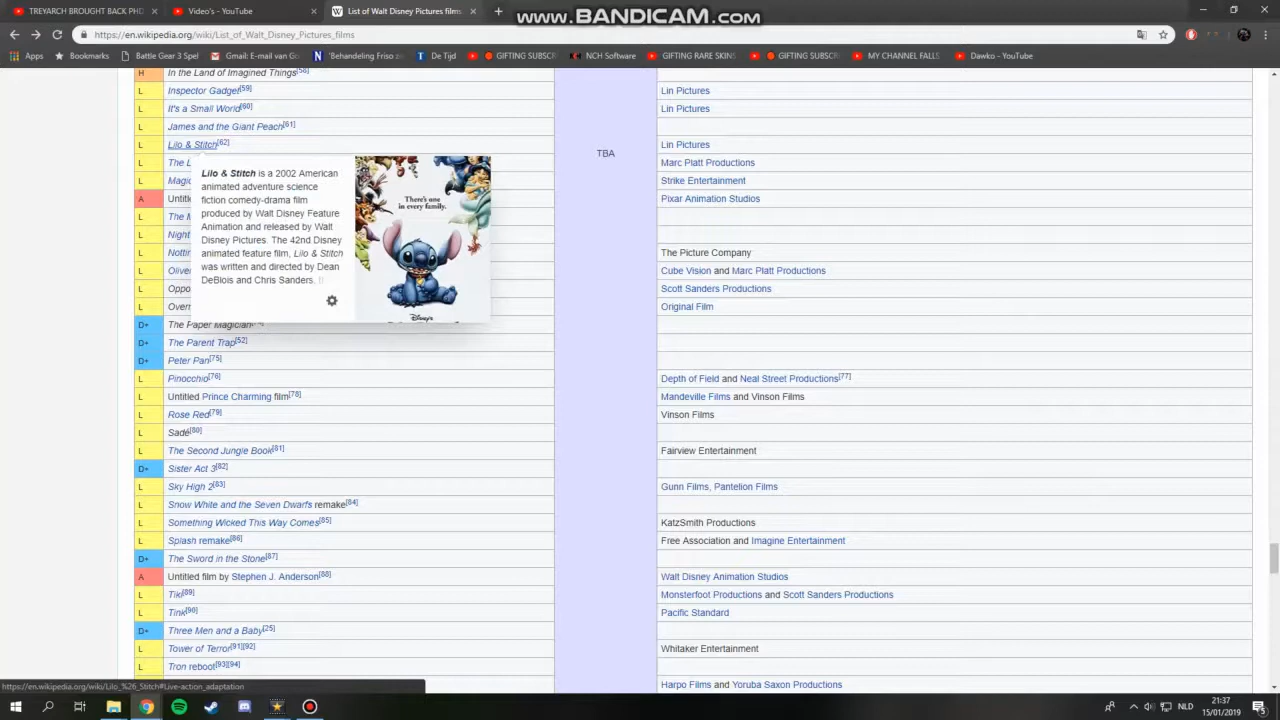 TREYARCH BROUGHT BACK PHD
Video's - YouTube
List of Walt Disney Pictures films
www.BANDICAM.com
https://en.wikipedia.org/wiki/List_of_Walt_Disney_Pictures_films
Apps
Bookmarks
Battle Gear 3 Spel
Gmail: E-mail van Go
'Behandeling Friso ze
De Tijd
GIFTING SUBSCR
NCH Software
GIFTING RARE SKINS
GIFTING SUBSCR
MY CHANNEL FALLS
Dawko - YouTube
H In the Land of Imagined Things[58]
L Inspector Gadget[59] Lin Pictures
L It's a Small World[60] Lin Pictures
L James and the Giant Peach[61]
L Lilo & Stitch[62] Lin Pictures
TBA
L The L Marc Platt Productions
L Magic Strike Entertainment
A Untitle Pixar Animation Studios
L The M
L Night
L Nottin The Picture Company
L Oliver Cube Vision and Marc Platt Productions
L Oppo Scott Sanders Productions
L Overn Original Film
Lilo & Stitch is a 2002 American
animated adventure science
fiction comedy-drama film
produced by Walt Disney Feature
Animation and released by Walt
Disney Pictures. The 42nd Disney
animated feature film, Lilo & Stitch
was written and directed by Dean
DeBlois and Chris Sanders.
There's one
in every family.
Disney's
D+ The Paper Magician
D+ The Parent Trap[52]
D+ Peter Pan[75]
L Pinocchio[76] Depth of Field and Neal Street Productions[77]
L Untitled Prince Charming film[78] Mandeville Films and Vinson Films
L Rose Red[79] Vinson Films
L Sadé[80]
L The Second Jungle Book[81] Fairview Entertainment
D+ Sister Act 3[82]
L Sky High 2[83] Gunn Films, Pantelion Films
L Snow White and the Seven Dwarfs remake[84]
L Something Wicked This Way Comes[85] KatzSmith Productions
L Splash remake[86] Free Association and Imagine Entertainment
D+ The Sword in the Stone[87]
A Untitled film by Stephen J. Anderson[88] Walt Disney Animation Studios
L Tiki[89] Monsterfoot Productions and Scott Sanders Productions
L Tink[90] Pacific Standard
D+ Three Men and a Baby[25]
L Tower of Terror[91][92] Whitaker Entertainment
L Tron reboot[93][94]
Harpo Films and Yoruba Saxon Productions
https://en.wikipedia.org/wiki/Lilo_%26_Stitch#Live-action_adaptation
NLD
21:37
15/01/2019
5